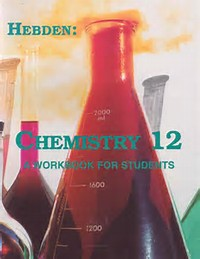 HEBDEN:
2000
ml
CHEMISTRY 12
A WORKBOOK FOR STUDENTS
1600
1200